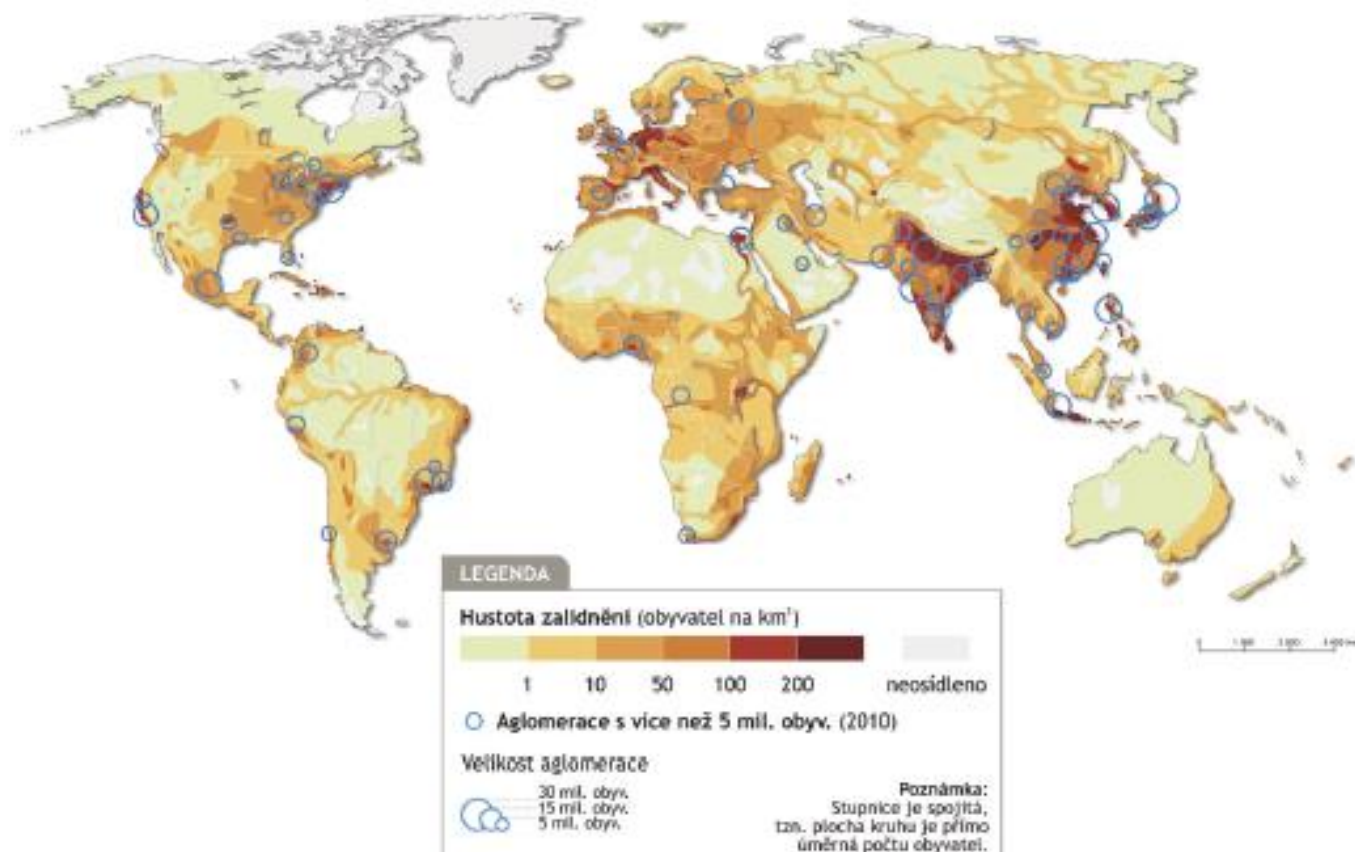 LEGENDA
Hustota zalidnění (obyvatel na km²)
1 10 50 100 200 neosídleno
Aglomerace s více než 5 mil. obyv. (2010)
Velikost aglomerace
30 mil. obyv.
15 mil. obyv.
5 mil. obyv.
Poznámka:
Stupnice je spojitá,
tzn. plocha kruhu je přímo
úměrná počtu obyvatel.
0